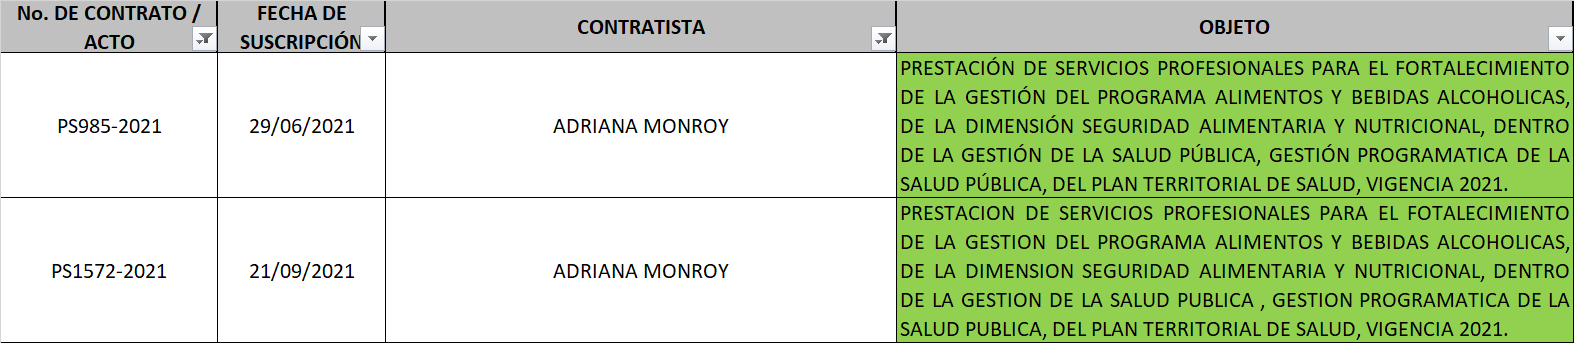 No. DE CONTRATO /
ACTO
FECHA DE
SUSCRIPCIÓN
CONTRATISTA
OBJETO
PS985-2021
29/06/2021
ADRIANA MONROY
PRESTACIÓN DE SERVICIOS PROFESIONALES PARA EL FORTALECIMIENTO
DE LA GESTIÓN DEL PROGRAMA ALIMENTOS Y BEBIDAS ALCOHOLICAS,
DE LA DIMENSIÓN SEGURIDAD ALIMENTARIA Y NUTRICIONAL, DENTRO
DE LA GESTIÓN DE LA SALUD PÚBLICA, GESTIÓN PROGRAMATICA DE LA
SALUD PÚBLICA, DEL PLAN TERRITORIAL DE SALUD, VIGENCIA 2021.
PS1572-2021
21/09/2021
ADRIANA MONROY
PRESTACION DE SERVICIOS PROFESIONALES PARA EL FOTALECIMIENTO
DE LA GESTION DEL PROGRAMA ALIMENTOS Y BEBIDAS ALCOHOLICAS,
DE LA DIMENSION SEGURIDAD ALIMENTARIA Y NUTRICIONAL, DENTRO
DE LA GESTION DE LA SALUD PUBLICA , GESTION PROGRAMATICA DE LA
SALUD PUBLICA, DEL PLAN TERRITORIAL DE SALUD, VIGENCIA 2021.